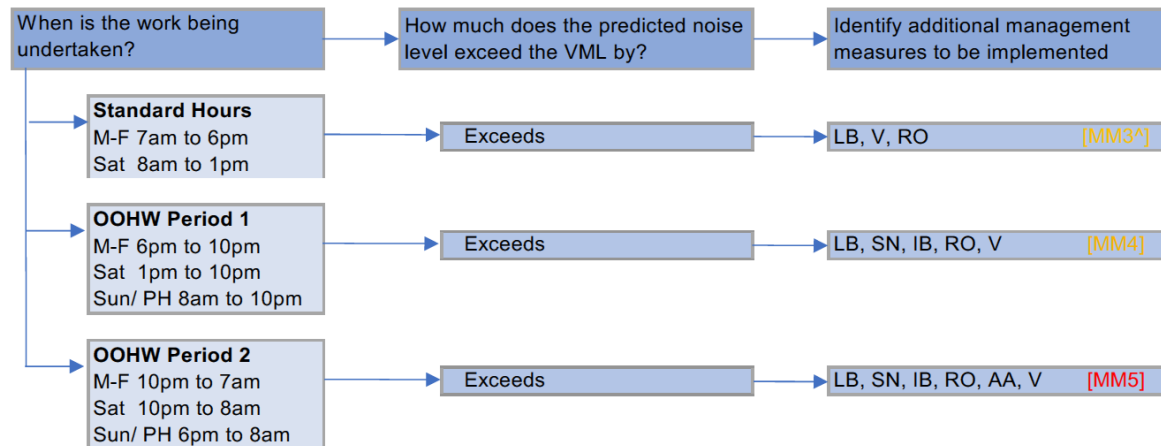 When is the work being
undertaken?
How much does the predicted noise
level exceed the VML by?
Identify additional management
measures to be implemented
Standard Hours
M-F 7am to 6pm
Sat 8am to 1pm
Exceeds
LB, V, RO [MM3^]
OOHW Period 1
M-F 6pm to 10pm
Sat 1pm to 10pm
Sun/ PH 8am to 10pm
Exceeds
LB, SN, IB, RO, V [MM4]
OOHW Period 2
M-F 10pm to 7am
Sat 10pm to 8am
Sun/ PH 6pm to 8am
Exceeds
LB, SN, IB, RO, AA, V [MM5]